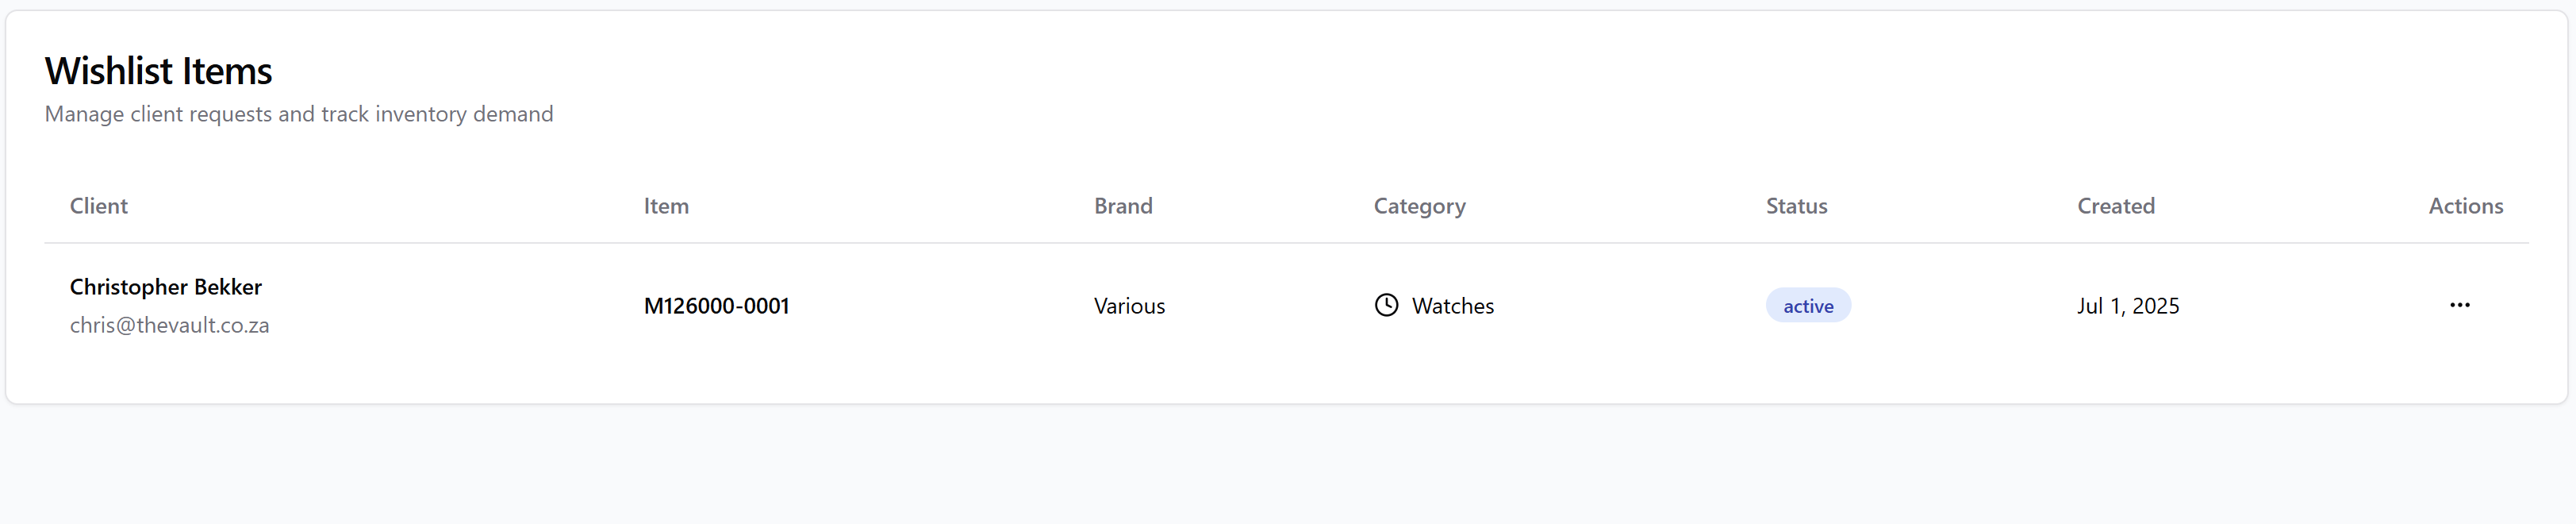 Wishlist Items
Manage client requests and track inventory demand
Client Item Brand Category Status Created Actions
Christopher Bekker
chris@thevault.co.za
M126000-0001 Various Watches active Jul 1, 2025